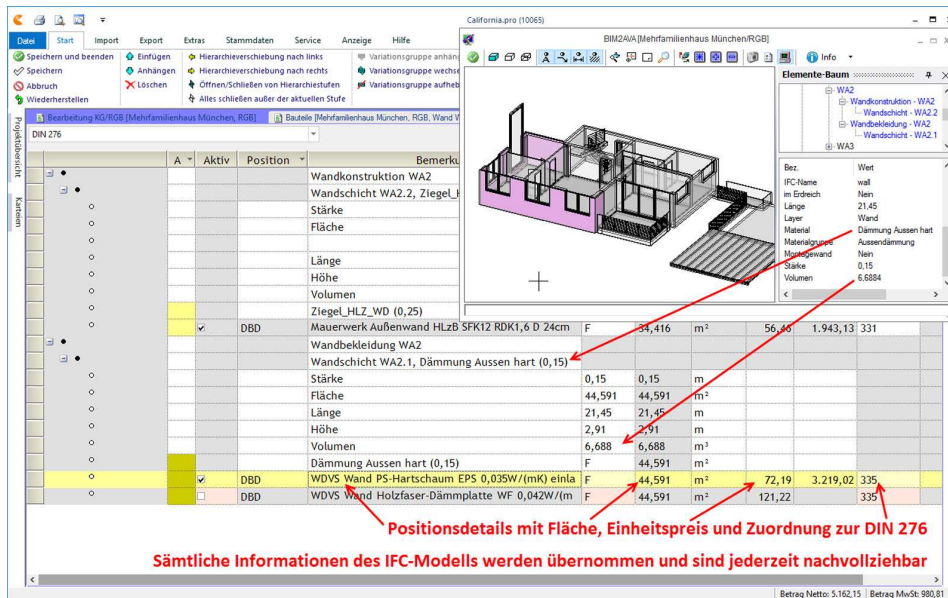 California.pro (10065)
Datei Start Import Export Extras Stammdaten Service Anzeige Hilfe
Speichern und beenden Einfügen Hierarchieverschiebung nach links Variationsgruppe anhäng
Speichern Anhängen Hierarchieverschiebung nach rechts Variationsgruppe wechse
Abbruch Löschen Öffnen/Schließen von Hierarchiestufen Variationsgruppe aufheb
Wiederherstellen Alles schließen außer der aktuellen Stufe
Bearbeitung KG/RGB [Mehrfamilienhaus München, RGB] Bauteile [Mehrfamilienhaus München, RGB, Wand W
Projektübersicht
Karteien
DIN 276
A Aktiv Position Bemerku
BIM2AVA [Mehrfamilienhaus München/RGB]
Info
Elemente-Baum
WA2
Wandkonstruktion - WA2
Wandschicht - WA2.2
Wandbekleidung - WA2
Wandschicht - WA2.1
WA3
Bez. Wert
IFC-Name wall
im Erdreich Nein
Länge 21,45
Layer Wand
Material Dämmung Aussen hart
Materialgruppe Aussendämmung
Montagewand Nein
Stärke 0,15
Volumen 6,6884
Wandkonstruktion WA2
Wandschicht WA2.2, Ziegel_H
Stärke
Fläche
Länge
Höhe
Volumen
Ziegel_HLZ_WD (0,25)
DBD Mauerwerk Außenwand HLzB SFK12 RDK1,6 D 24cm F 34,416 m² 56,46 1.943,13 331
Wandbekleidung WA2
Wandschicht WA2.1, Dämmung Aussen hart (0,15)
Stärke 0,15 0,15 m
Fläche 44,591 44,591 m²
Länge 21,45 21,45 m
Höhe 2,91 2,91 m
Volumen 6,688 6,688 m³
Dämmung Aussen hart (0,15) F 44,591 m²
DBD WDVS Wand PS-Hartschaum EPS 0,035W/(mK) einla F 44,591 m² 72,19 3.219,02 335
DBD WDVS Wand Holzfaser-Dämmplatte WF 0,042W/(m F 44,591 m² 121,22 335
Positionsdetails mit Fläche, Einheitspreis und Zuordnung zur DIN 276
Sämtliche Informationen des IFC-Modells werden übernommen und sind jederzeit nachvollziehbar
Betrag Netto: 5.162,15 Betrag MwSt: 980,81